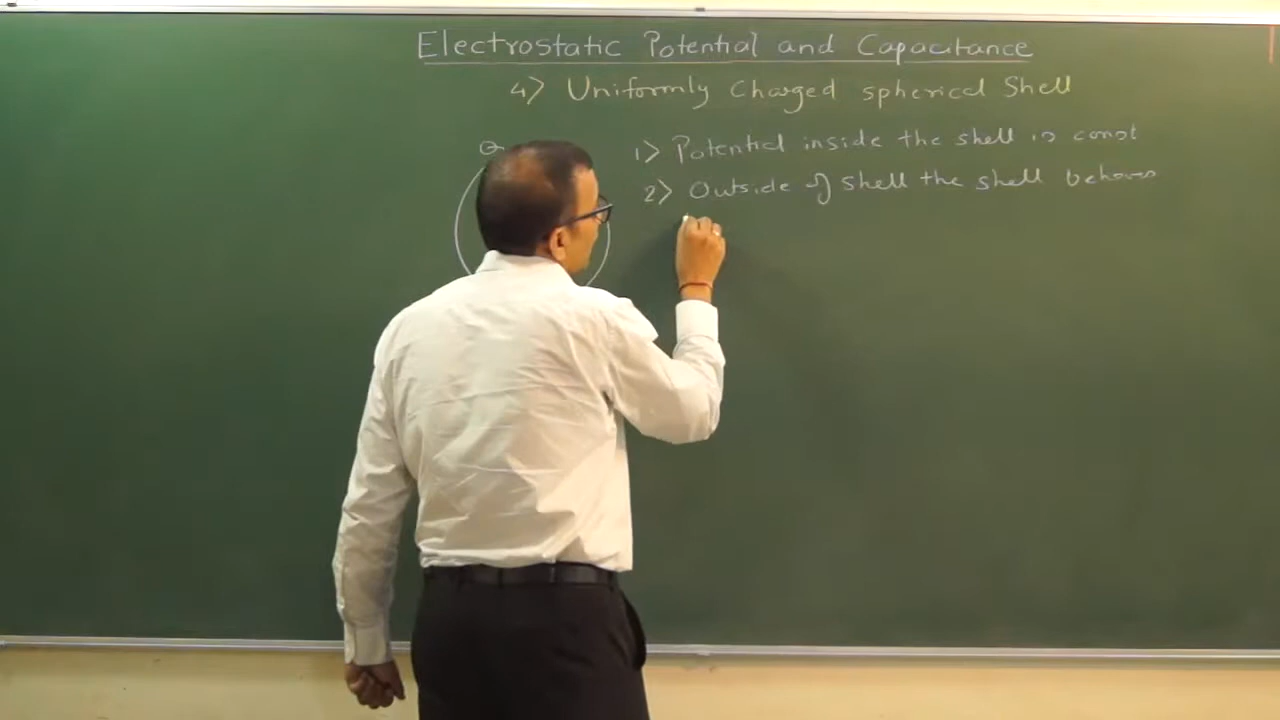 Electrostatic Potential and Capacitance
4) Uniformly Charged spherical Shell
Q
1) Potential inside the shell is const
2) Outside of shell the shell behaves